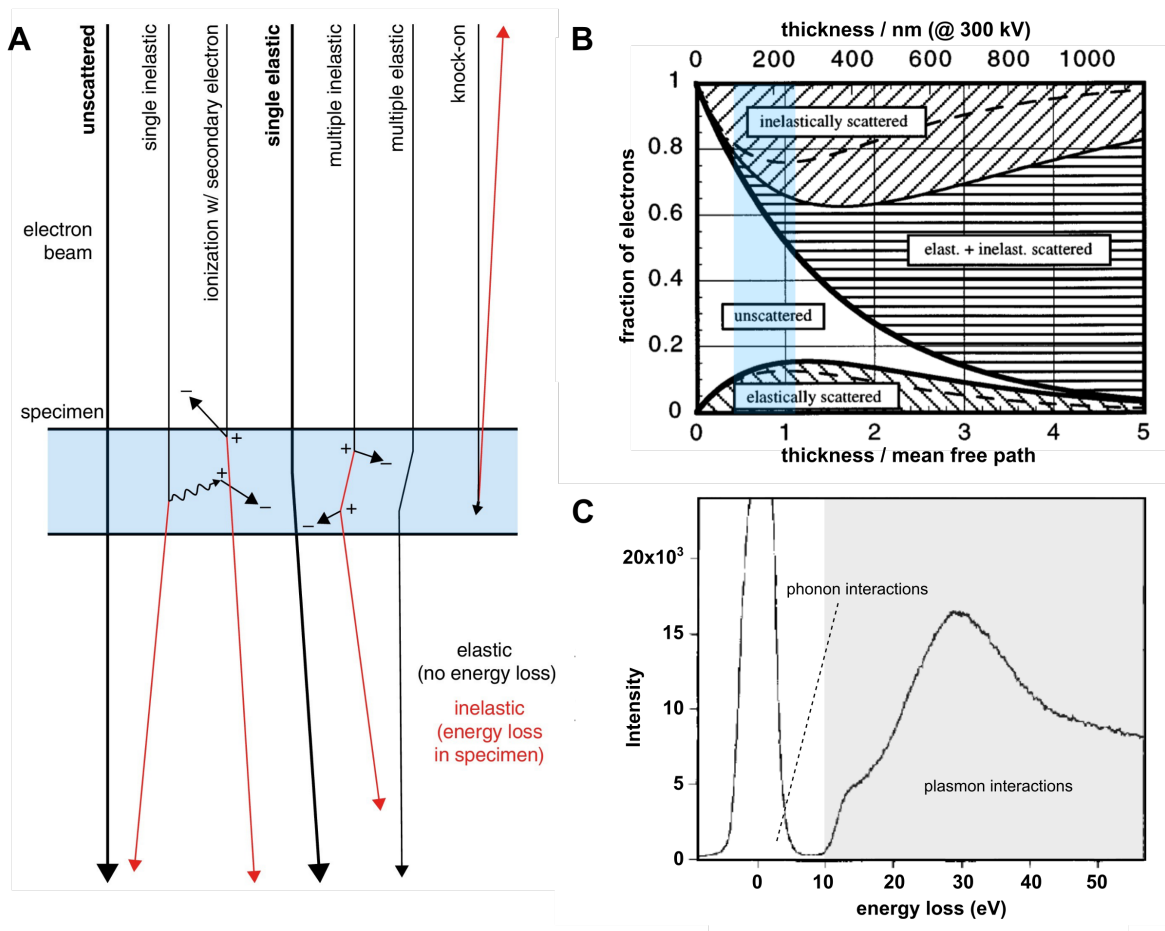 A
unscattered
single inelastic
ionization w/ secondary electron
single elastic
multiple inelastic
multiple elastic
knock-on
electron
beam
specimen
–
+
+
–
+
–
+
–
elastic
(no energy loss)
inelastic
(energy loss
in specimen)
B
thickness / nm (@ 300 kV)
0 200 400 600 800 1000
fraction of electrons
1
0.8
0.6
0.4
0.2
0
inelastically scattered
elast. + inelast. scattered
unscattered
elastically scattered
0 1 2 3 4 5
thickness / mean free path
C
Intensity
20x10³
15
10
5
0
phonon interactions
plasmon interactions
0 10 20 30 40 50
energy loss (eV)